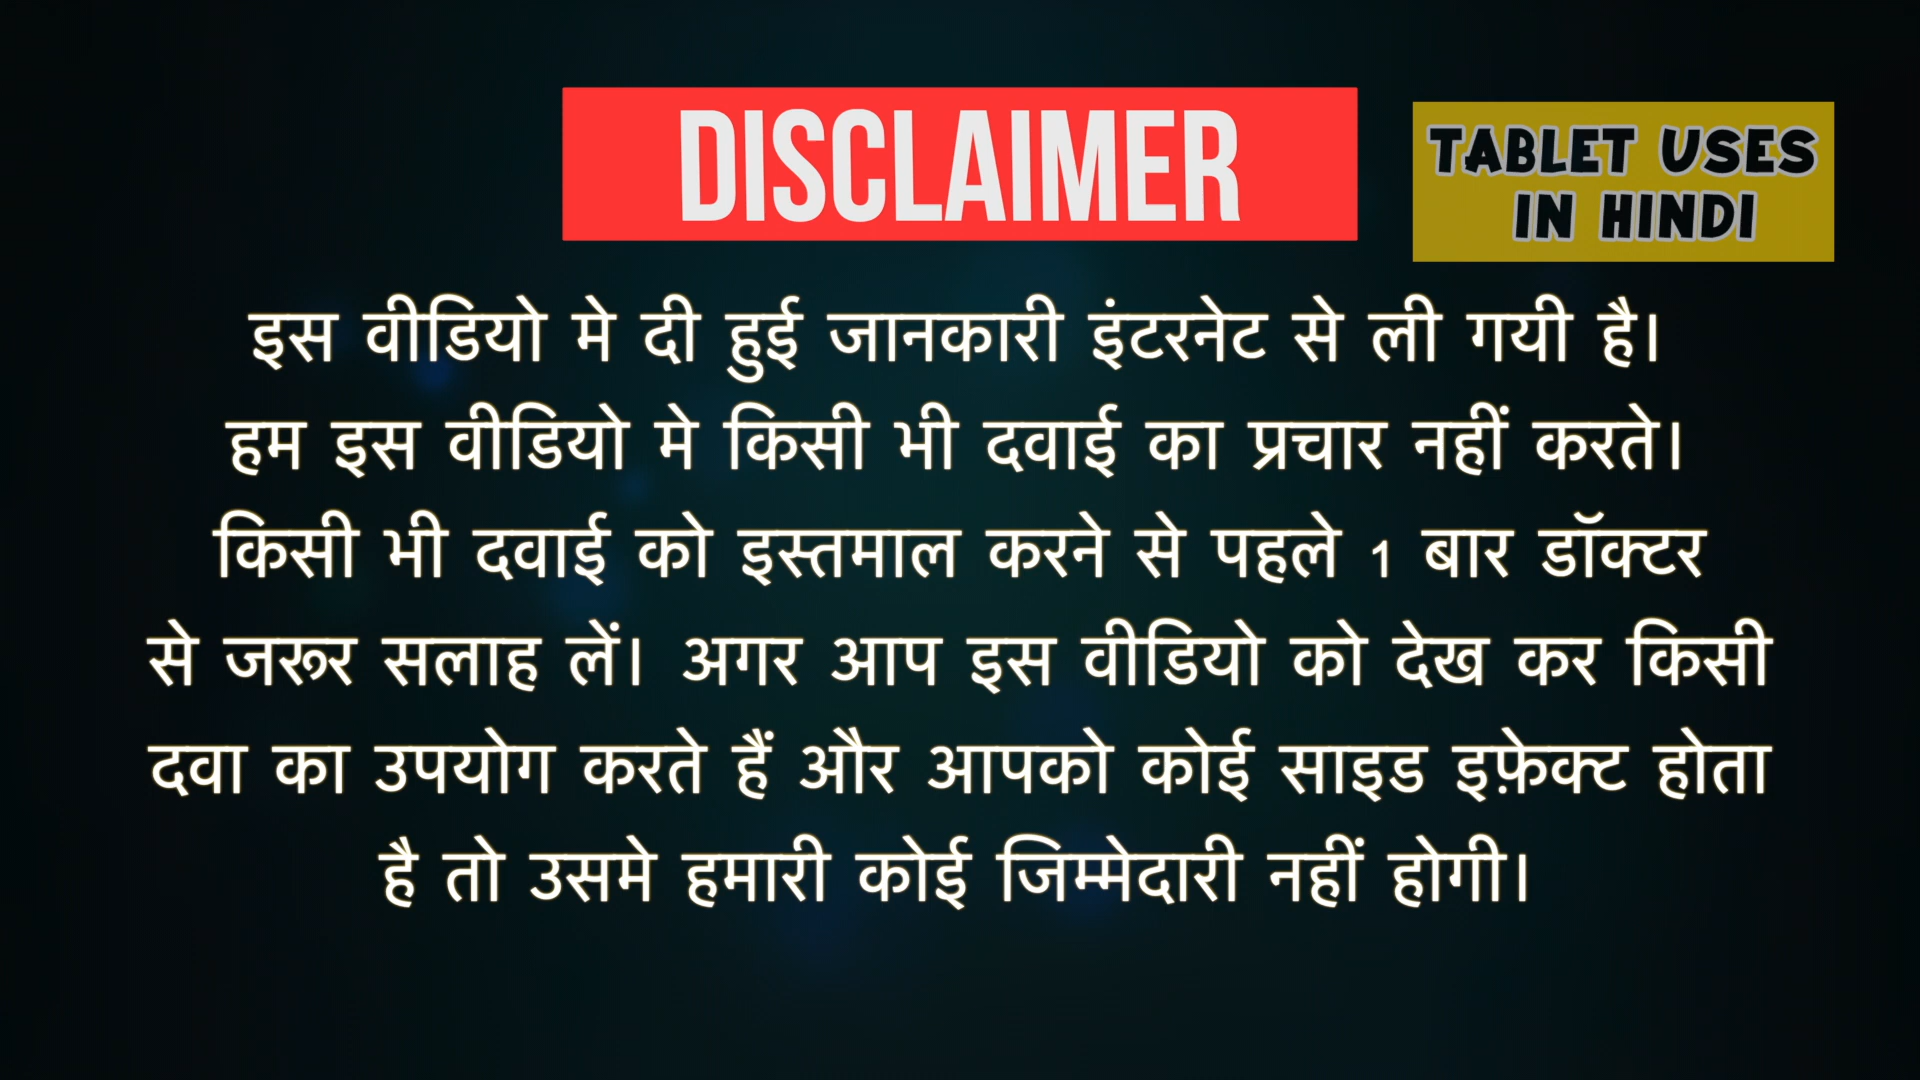 DISCLAIMER
TABLET USES
IN HINDI
इस वीडियो मे दी हुई जानकारी इंटरनेट से ली गयी है।
हम इस वीडियो मे किसी भी दवाई का प्रचार नहीं करते।
किसी भी दवाई को इस्तमाल करने से पहले 1 बार डॉक्टर
से जरूर सलाह लें। अगर आप इस वीडियो को देख कर किसी
दवा का उपयोग करते हैं और आपको कोई साइड इफ़ेक्ट होता
है तो उसमे हमारी कोई जिम्मेदारी नहीं होगी।